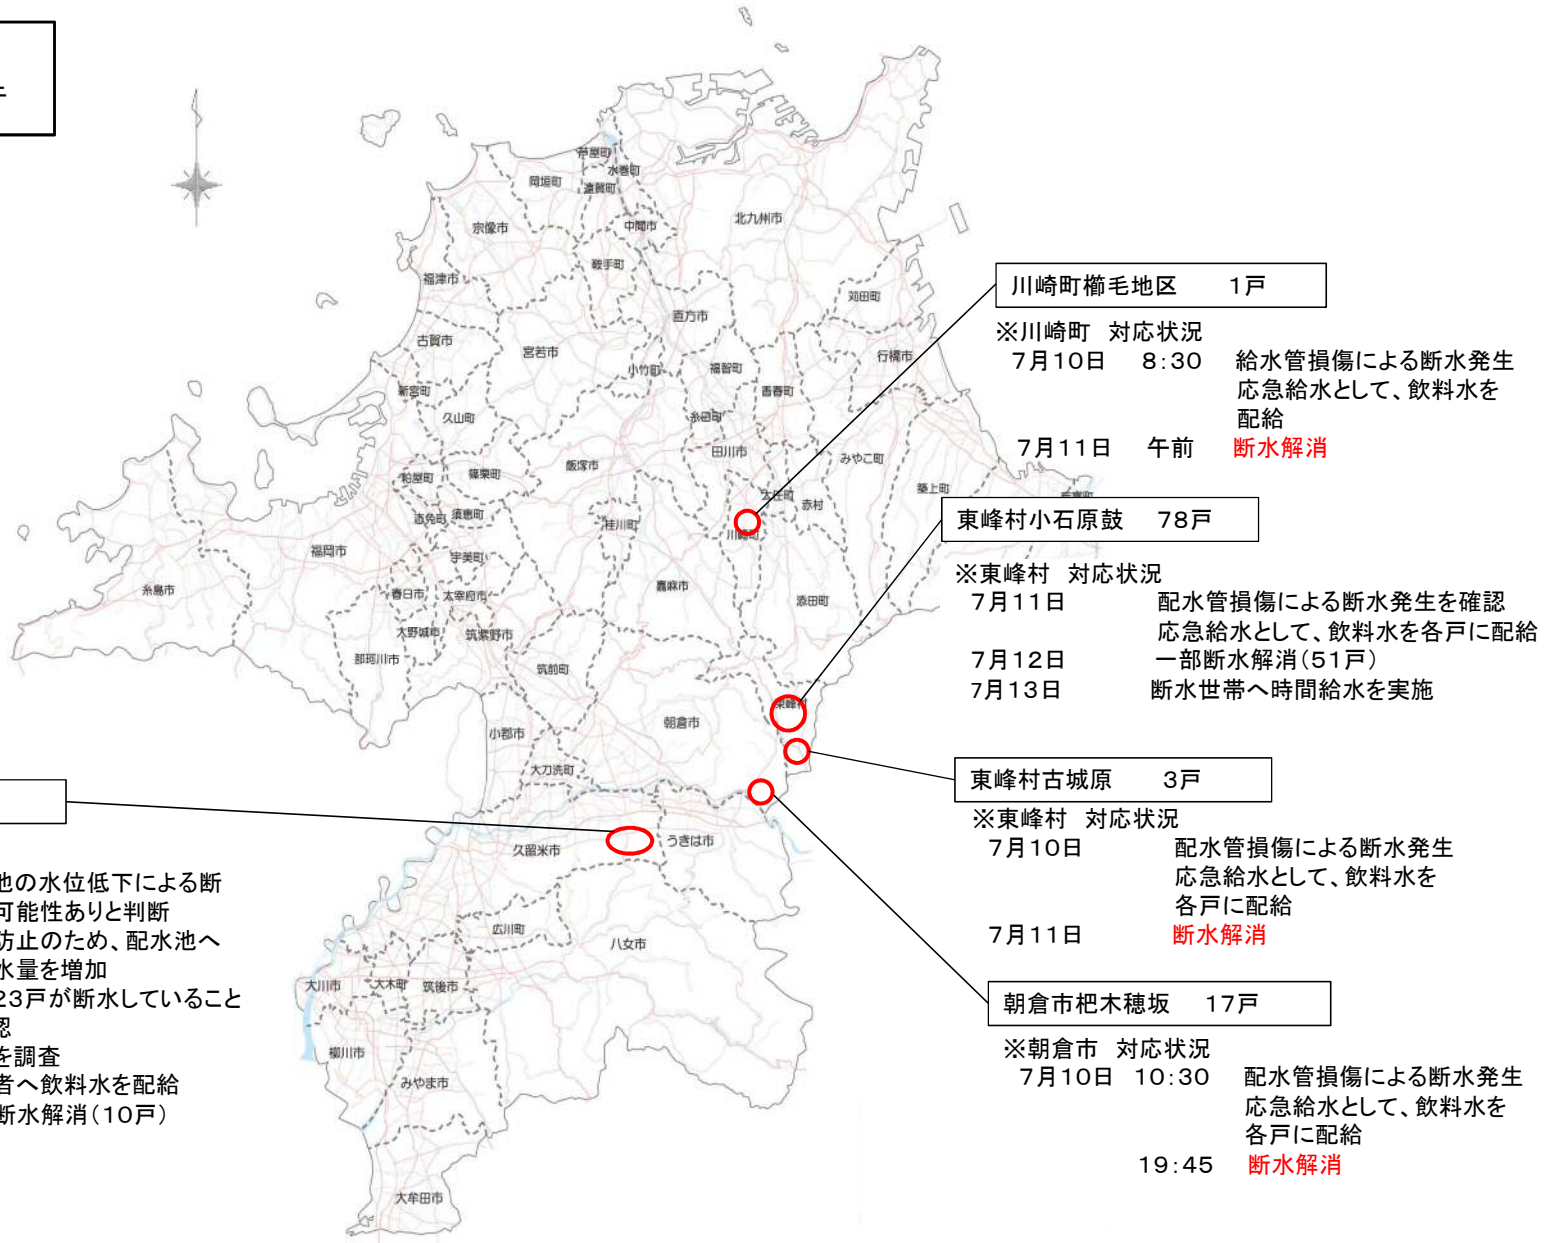 芦屋町
水巻町
岡垣町
遠賀町
中間市
北九州市
宗像市
鞍手町
福津市
苅田町
直方市
古賀市
宮若市
行橋市
小竹町
福智町
香春町
新宮町
久山町
糸田町
田川市
みやこ町
飯塚市
粕屋町
篠栗町
築上町
大任町
赤村
志免町
須恵町
桂川町
川崎町
福岡市
宇美町
糸島市
春日市
太宰府市
嘉麻市
添田町
大野城市
筑紫野市
那珂川市
筑前町
東峰村
朝倉市
小郡市
大刀洗町
久留米市
うきは市
広川町
八女市
大川市
大木町
筑後市
柳川市
みやま市
大牟田市
川崎町櫛毛地区 1戸
※川崎町 対応状況
7月10日 8:30 給水管損傷による断水発生
応急給水として、飲料水を
配給
7月11日 午前 断水解消
東峰村小石原鼓 78戸
※東峰村 対応状況
7月11日 配水管損傷による断水発生を確認
応急給水として、飲料水を各戸に配給
7月12日 一部断水解消(51戸)
7月13日 断水世帯へ時間給水を実施
東峰村古城原 3戸
※東峰村 対応状況
7月10日 配水管損傷による断水発生
応急給水として、飲料水を
各戸に配給
7月11日 断水解消
朝倉市杷木穂坂 17戸
※朝倉市 対応状況
7月10日 10:30 配水管損傷による断水発生
応急給水として、飲料水を
各戸に配給
19:45 断水解消
池の水位低下による断
可能性ありと判断
防止のため、配水池へ
水量を増加
23戸が断水していること
認
を調査
者へ飲料水を配給
断水解消(10戸)